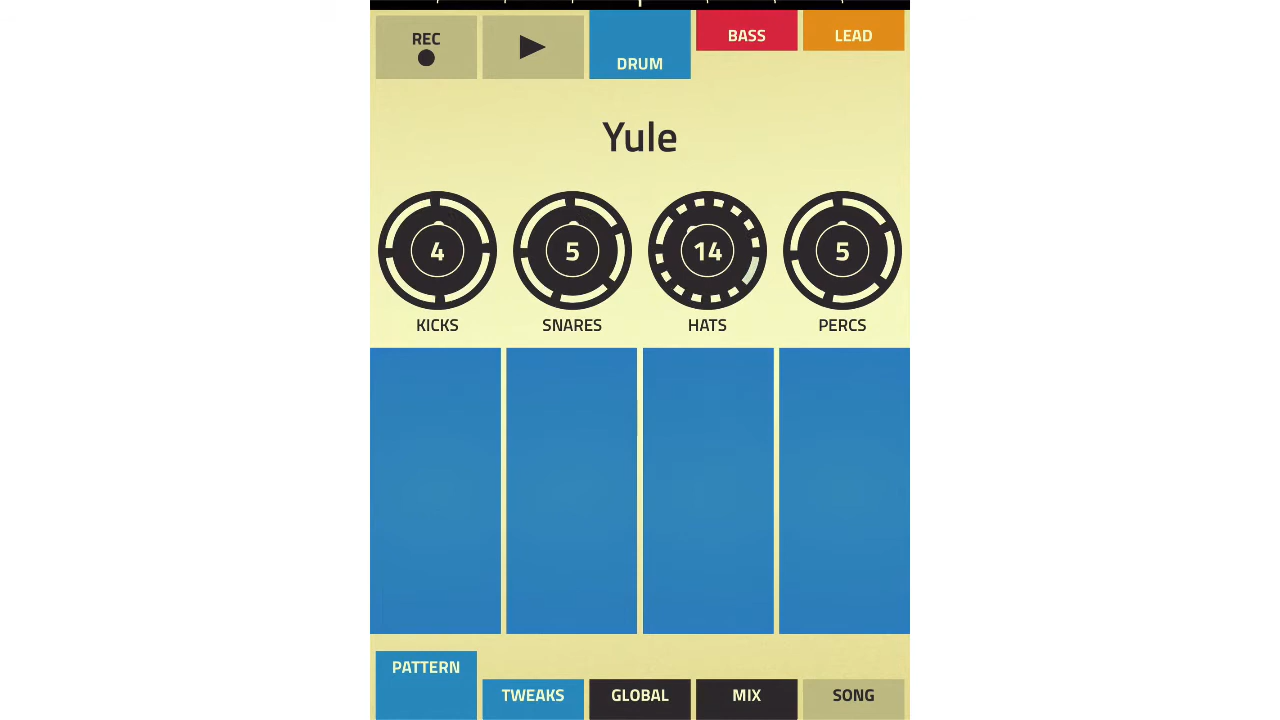 REC
DRUM
BASS
LEAD
Yule
4
5
14
5
KICKS
SNARES
HATS
PERCS
PATTERN
TWEAKS
GLOBAL
MIX
SONG